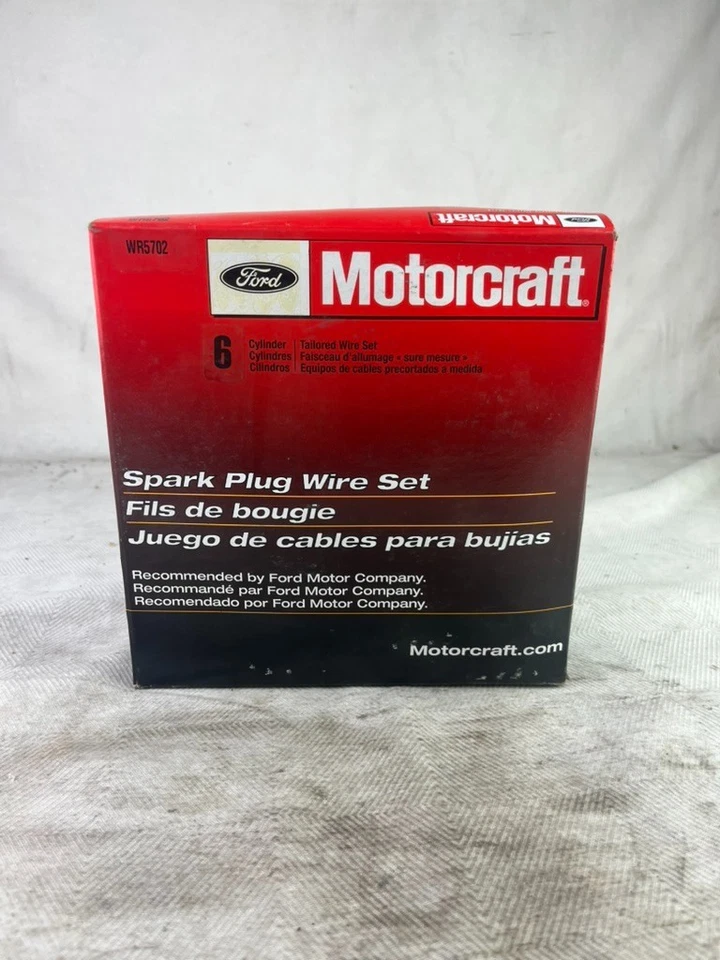 Motorcraft
Ford
WR5702
Ford
Motorcraft®
6
Cylinder | Tailored Wire Set
Cylindres | Faisceau d'allumage « sure mesure »
Cilindros | Equipos de cables precortados a medida
Spark Plug Wire Set
Fils de bougie
Juego de cables para bujías
Recommended by Ford Motor Company.
Recommandé par Ford Motor Company.
Recomendado por Ford Motor Company.
Motorcraft.com